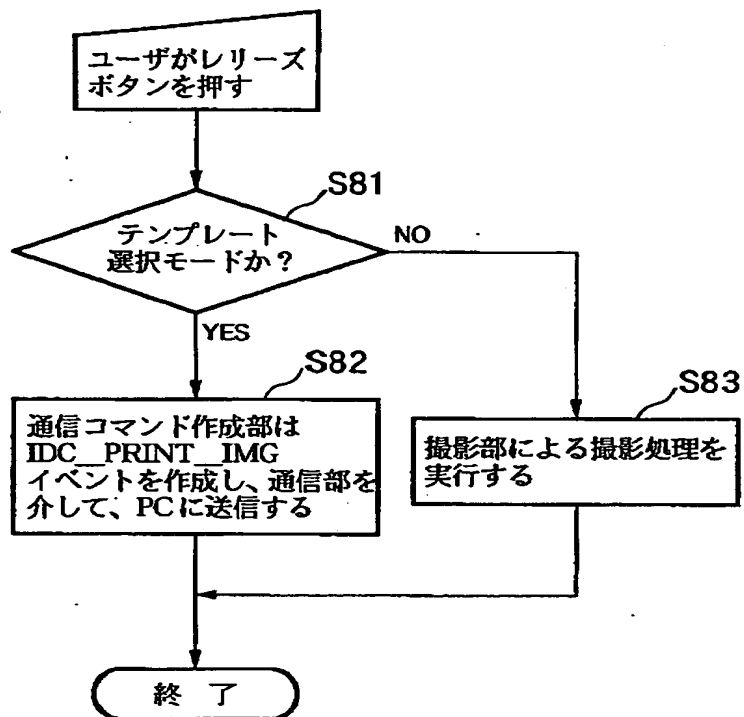 ユーザがレリーズ
ボタンを押す
S81
テンプレート
選択モードか?
NO
YES
S82
通信コマンド作成部は
IDC__PRINT__IMG
イベントを作成し、通信部を
介して、PCに送信する
S83
撮影部による撮影処理を
実行する
終 了